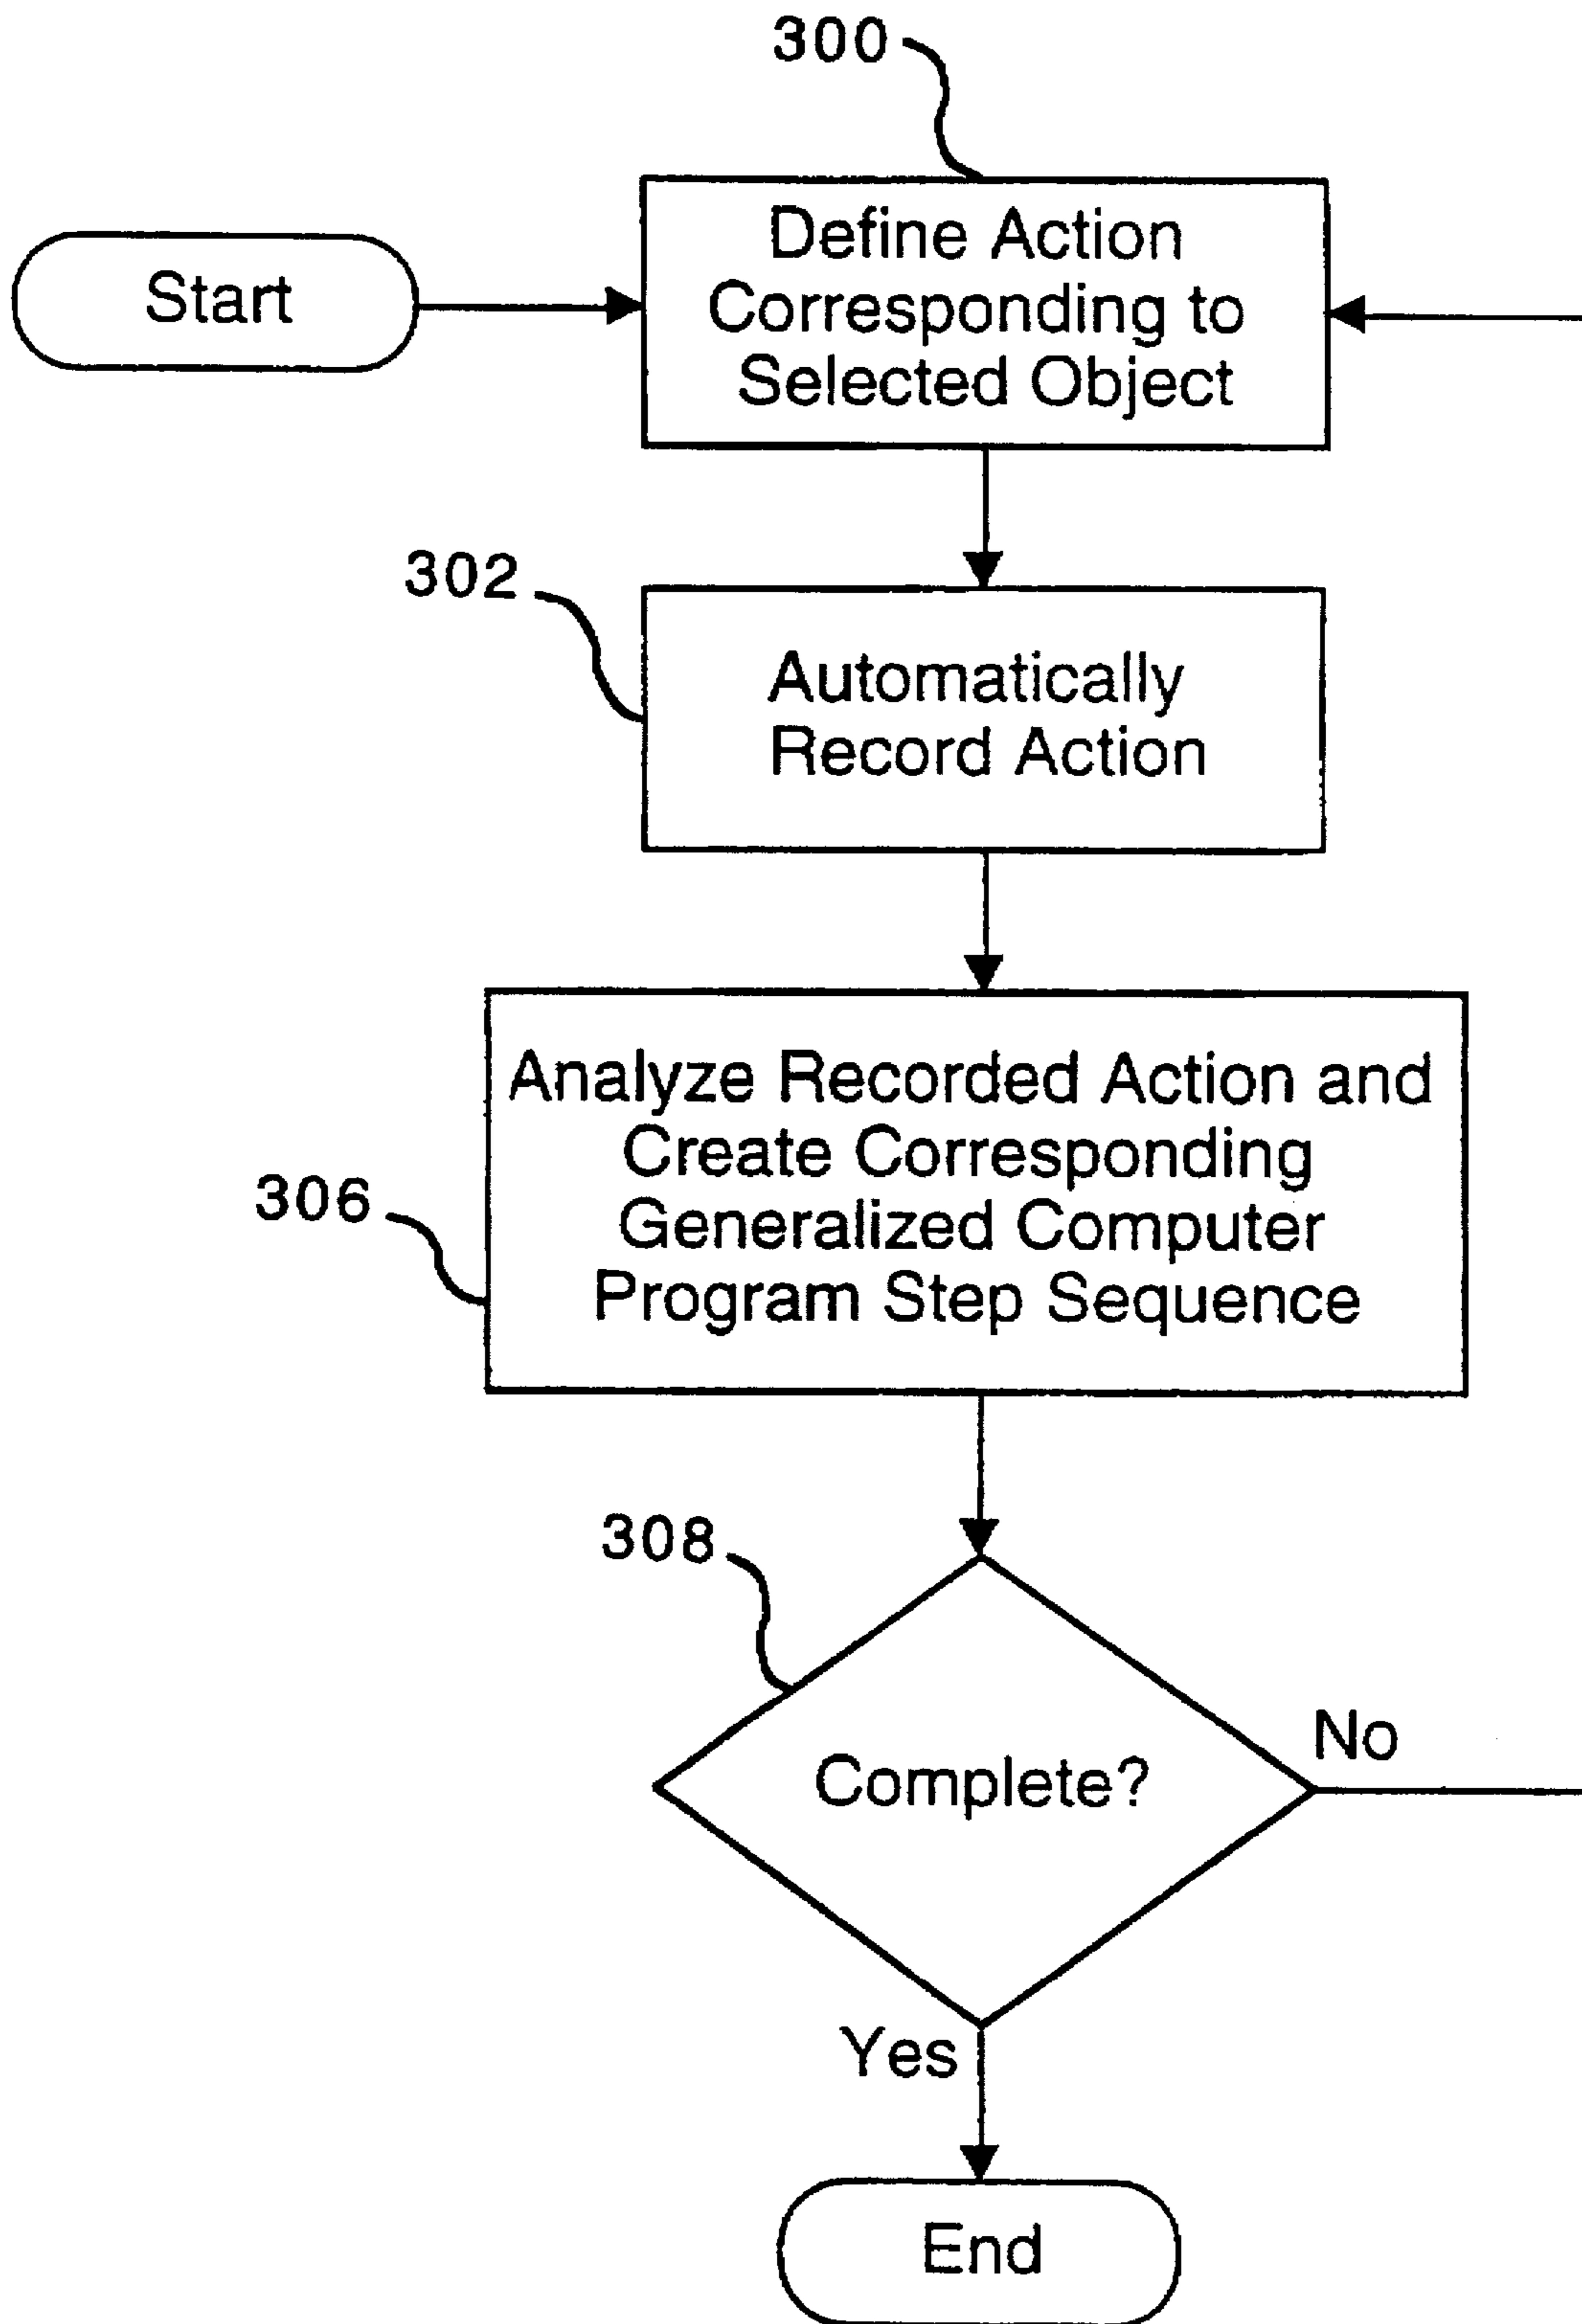 300
Start
Define Action
Corresponding to
Selected Object
302
Automatically
Record Action
306
Analyze Recorded Action and
Create Corresponding
Generalized Computer
Program Step Sequence
308
Complete?
No
Yes
End